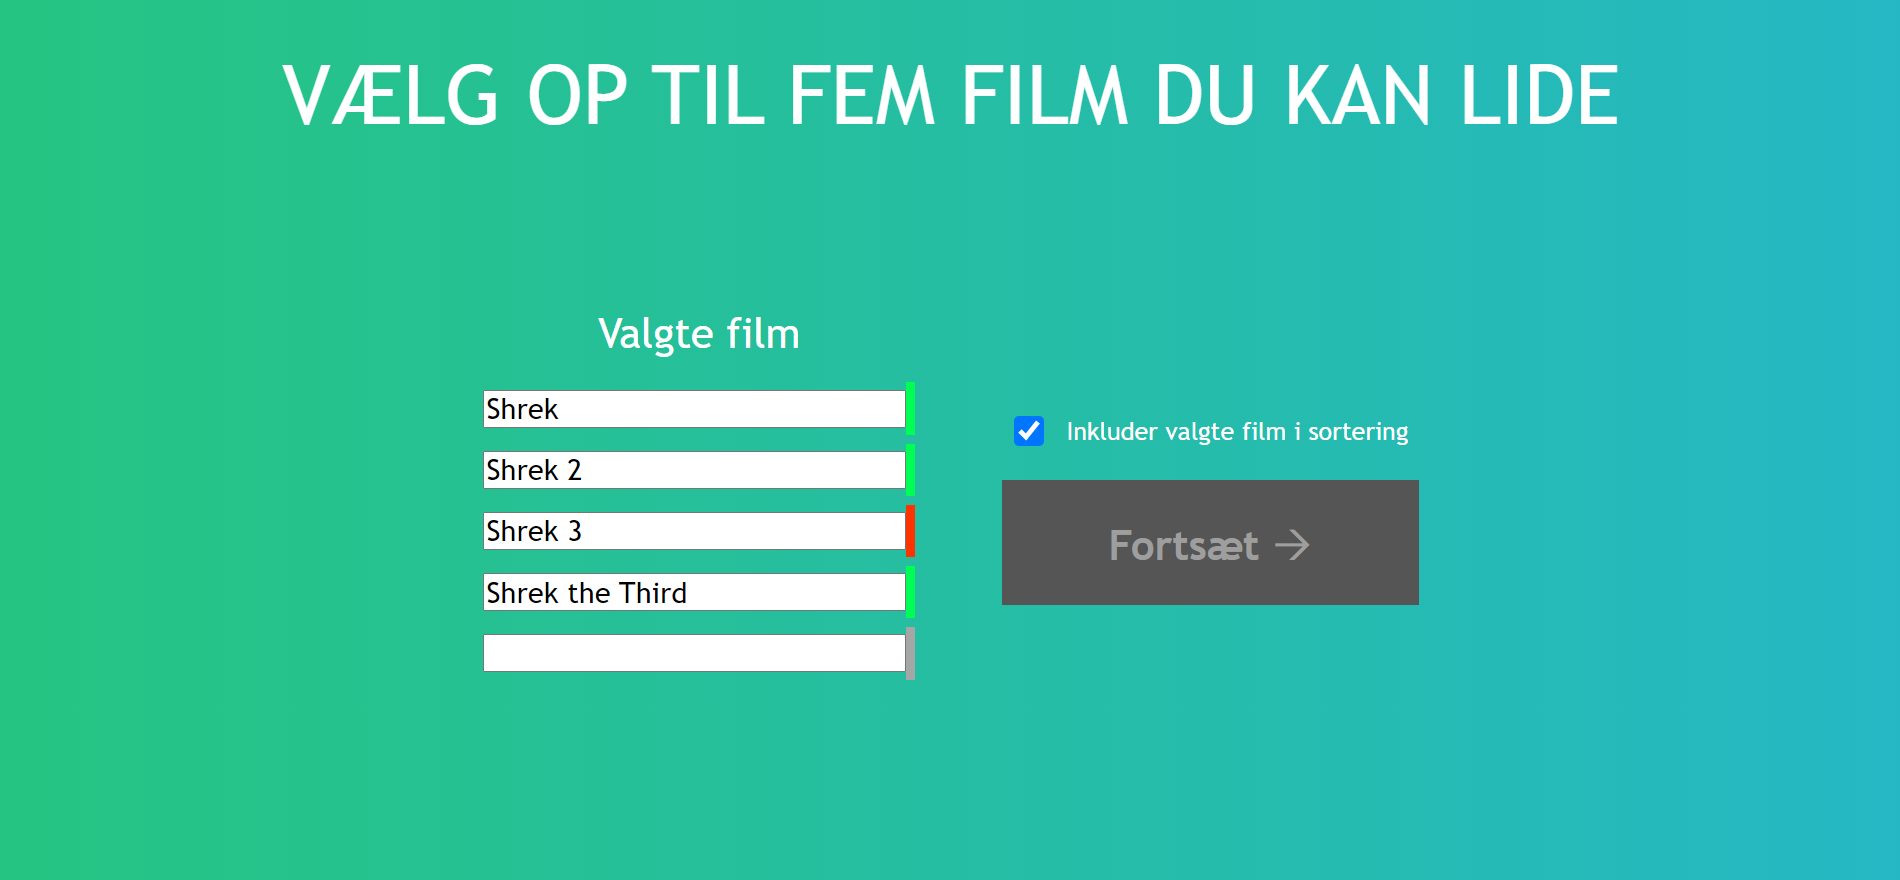 VÆLG OP TIL FEM FILM DU KAN LIDE
Valgte film
Shrek
Shrek 2
Shrek 3
Shrek the Third
Inkluder valgte film i sortering
Fortsæt →